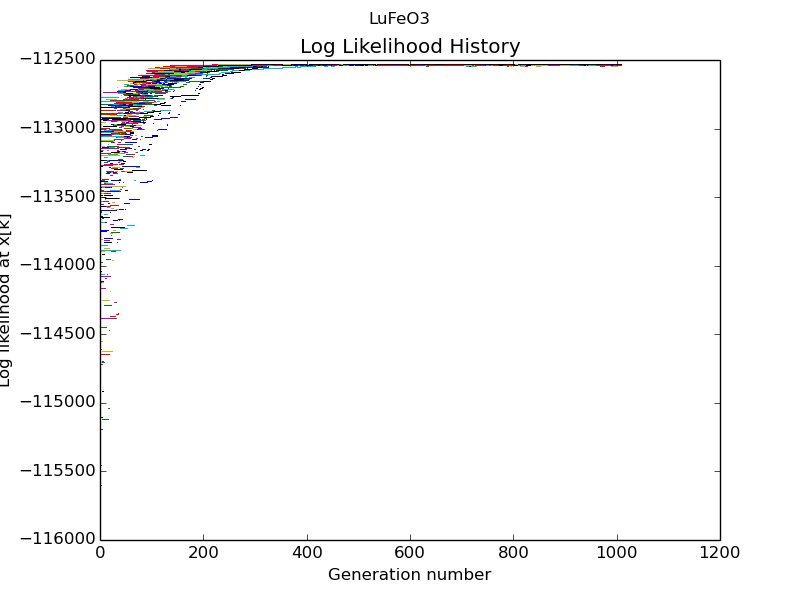 LuFeO3
Log Likelihood History
Log likelihood at x[k]
−112500
−113000
−113500
−114000
−114500
−115000
−115500
−116000
0 200 400 600 800 1000 1200
Generation number